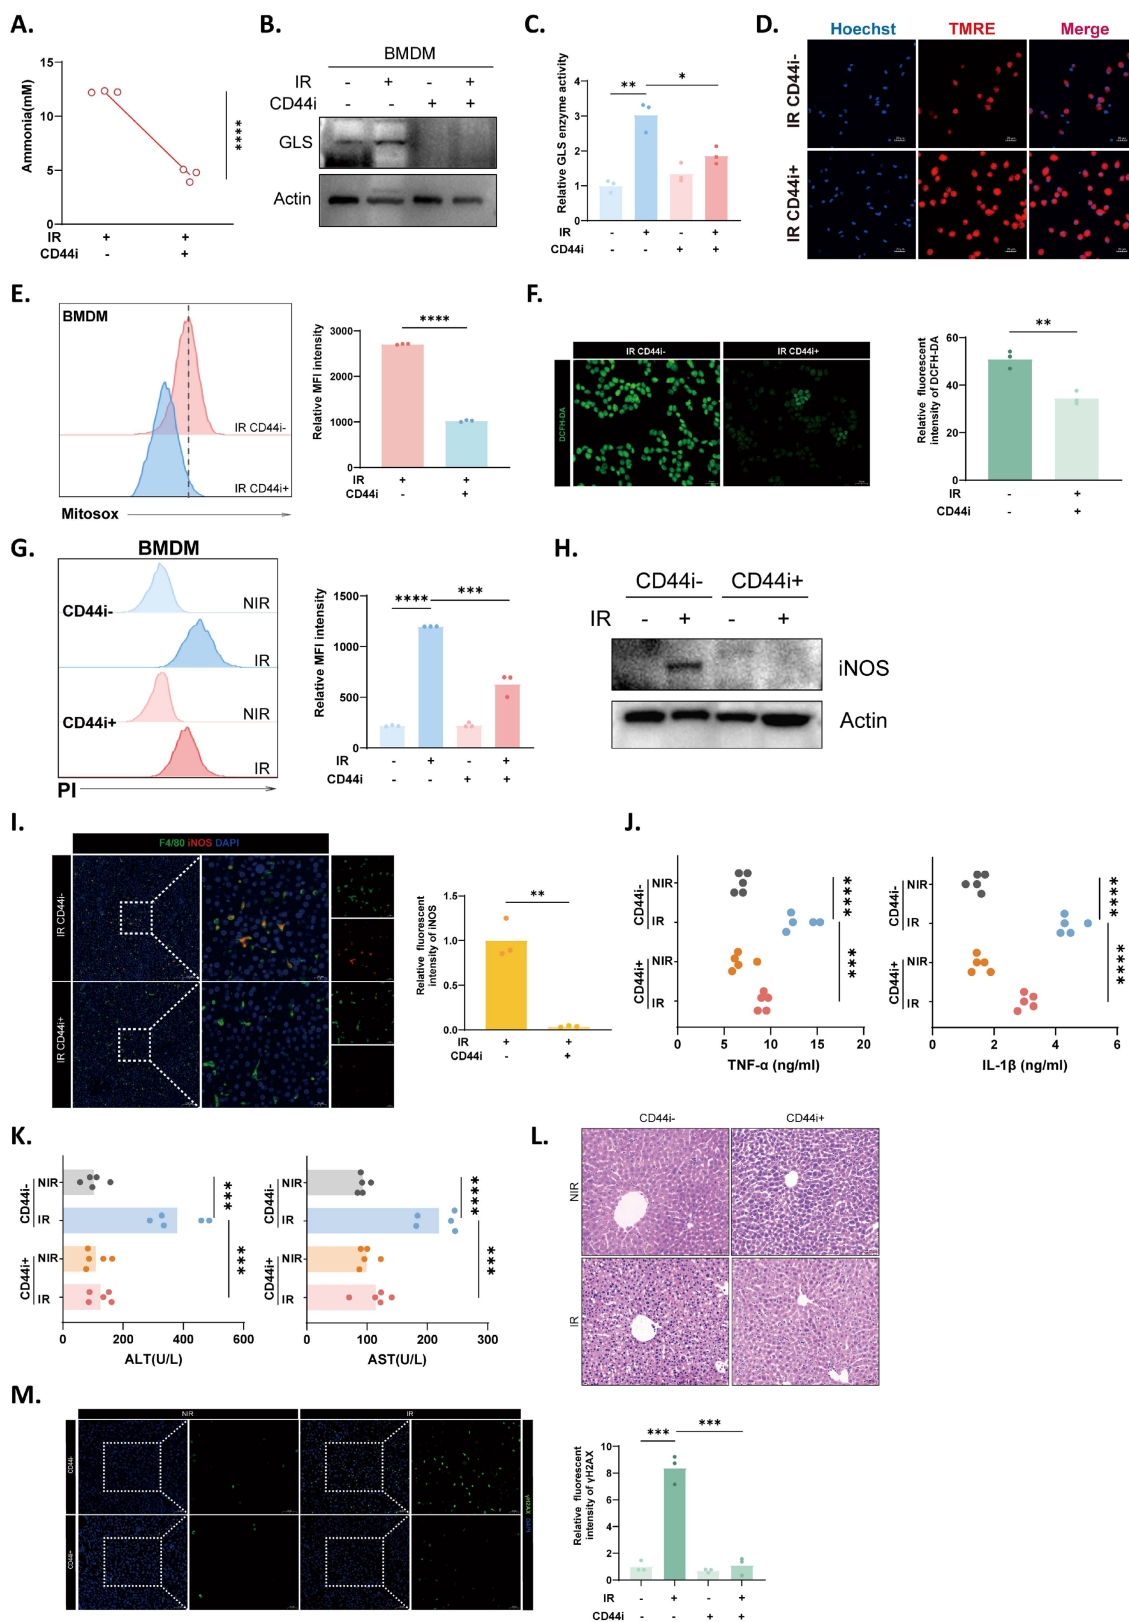 A.
Ammonia(mM)
15
10
5
0
****
IR + +
CD44i - +
B.
BMDM
IR - + - +
CD44i - - + +
GLS
Actin
C.
Relative GLS enzyme activity
4
3
2
1
0
** *
IR - + - +
CD44i - - + +
D.
Hoechst TMRE Merge
IR CD44i-
IR CD44i+
E.
BMDM
IR CD44i-
IR CD44i+
Mitosox
Relative MFI intensity
3000
2000
1000
0
****
IR + +
CD44i - +
F.
IR CD44i- IR CD44i+
DCFH-DA
Relative fluorescent
intensity of DCFH-DA
60
40
20
0
**
IR - +
CD44i - +
G.
BMDM
CD44i-
NIR
IR
CD44i+
NIR
IR
PI
Relative MFI intensity
1500
1000
500
0
**** ***
IR - + - +
CD44i - - + +
H.
CD44i- CD44i+
IR - + - +
iNOS
Actin
I.
F4/80 iNOS DAPI
IR CD44i-
IR CD44i+
Relative fluorescent
intensity of iNOS
1.5
1.0
0.5
0.0
**
IR + +
CD44i - +
J.
CD44i-
NIR
IR
CD44i+
NIR
IR
****
***
0 5 10 15 20
TNF-α (ng/ml)
CD44i-
NIR
IR
CD44i+
NIR
IR
****
****
0 2 4 6
IL-1β (ng/ml)
K.
CD44i-
NIR
IR
CD44i+
NIR
IR
***
***
0 200 400 600
ALT(U/L)
CD44i-
NIR
IR
CD44i+
NIR
IR
****
***
0 100 200 300
AST(U/L)
L.
CD44i- CD44i+
NIR
IR
M.
NIR IR
CD44i-
CD44i+
γH2AX DAPI
Relative fluorescent
intensity of γH2AX
10
8
6
4
2
0
*** ***
IR - + - +
CD44i - - + +